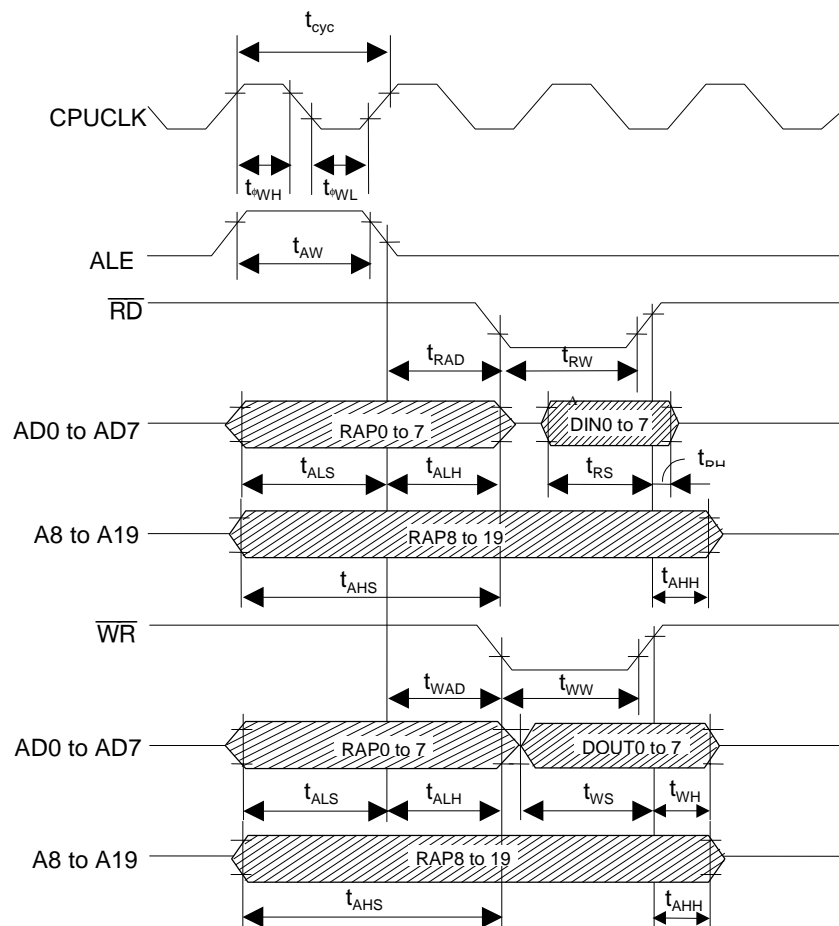 tcyc
CPUCLK
tφWH tφWL
ALE
tAW
RD
tRAD tRW
AD0 to AD7
RAP0 to 7 DIN0 to 7
tALS tALH tRS tRH
A8 to A19
RAP8 to 19
tAHS tAHH
WR
tWAD tWW
AD0 to AD7
RAP0 to 7 DOUT0 to 7
tALS tALH tWS tWH
A8 to A19
RAP8 to 19
tAHS tAHH